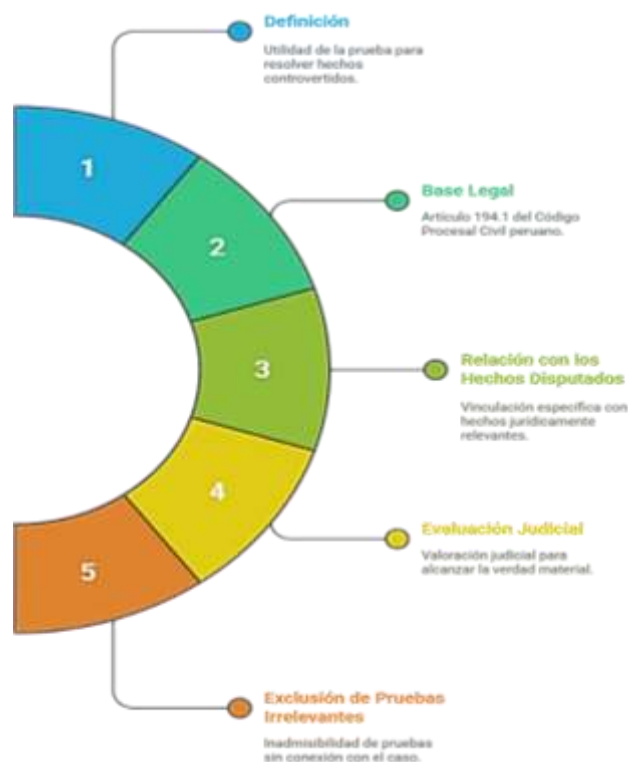 Definición
Utilidad de la prueba para
resolver hechos
controvertidos.
1
2
Base Legal
Artículo 194.1 del Código
Procesal Civil peruano.
3
Relación con los
Hechos Disputados
Vinculación específica con
hechos jurídicamente
relevantes.
4
Evaluación Judicial
Valoración judicial para
alcanzar la verdad material.
5
Exclusión de Pruebas
Irrelevantes
Inadmisibilidad de pruebas
sin conexión con el caso.